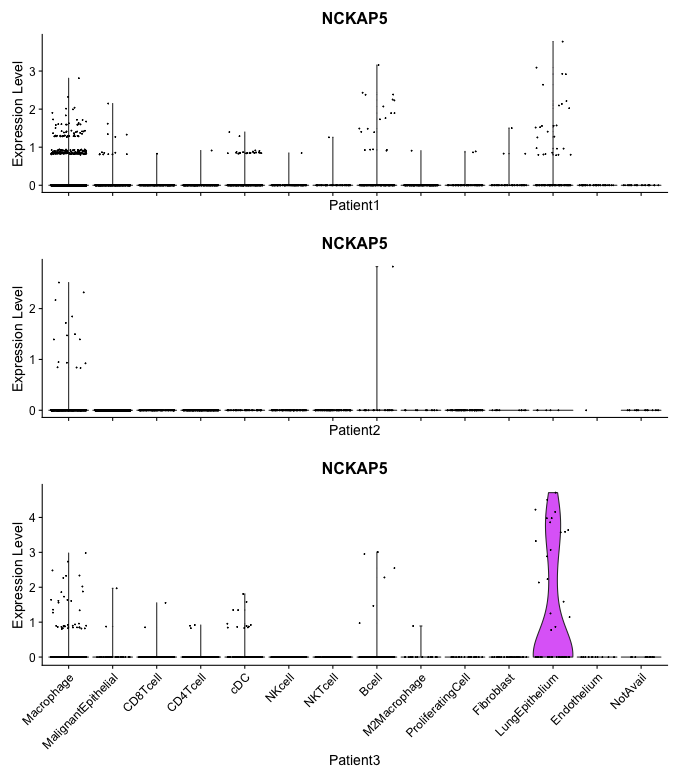 NCKAP5
Expression Level
3
2
1
0
Patient1
NCKAP5
Expression Level
2
1
0
Patient2
NCKAP5
Expression Level
4
3
2
1
0
Macrophage
MalignantEpithelial
CD8Tcell
CD4Tcell
cDC
NKcell
NKTcell
Bcell
M2Macrophage
ProliferatingCell
Fibroblast
LungEpithelium
Endothelium
NotAvail
Patient3